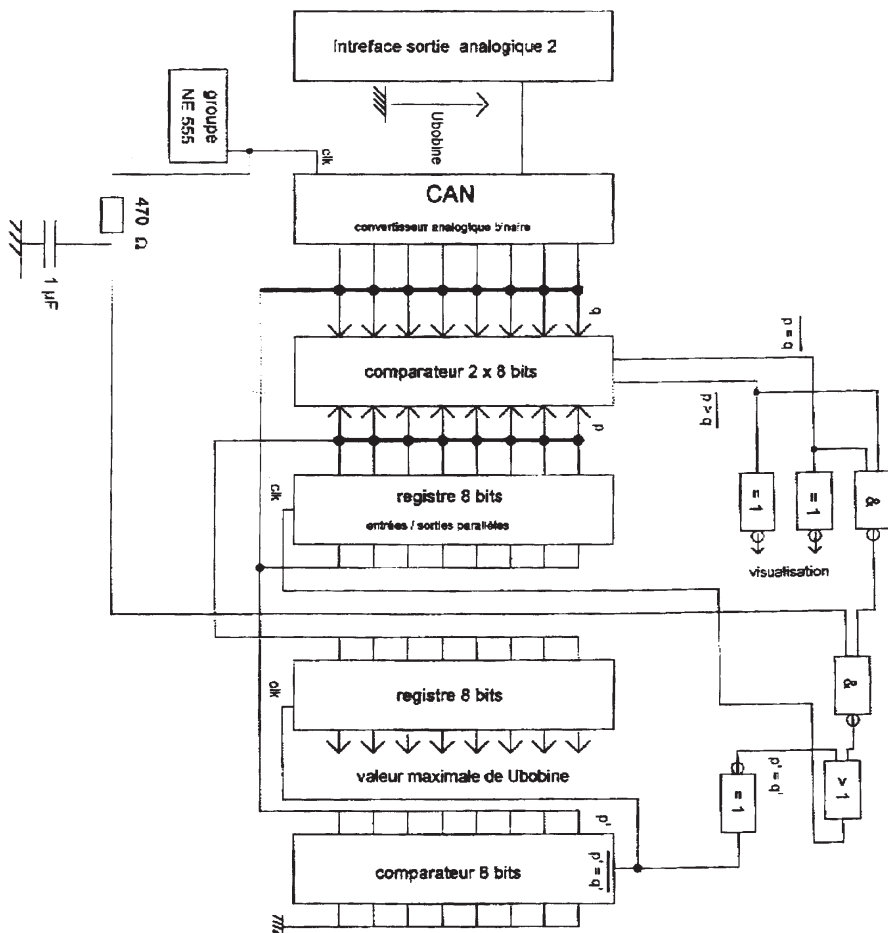 Intreface sortie analogique 2
groupe
NE 555
clk
Ubobine
CAN
convertisseur analogique binaire
470 Ω
1 µF
q
comparateur 2 x 8 bits
p = q
p > q
p
clk
registre 8 bits
entrées / sorties parallèles
= 1
= 1
&
visualisation
clk
registre 8 bits
&
valeur maximale de Ubobine
p' = q'
= 1
> 1
p'
comparateur 8 bits
p' = q'